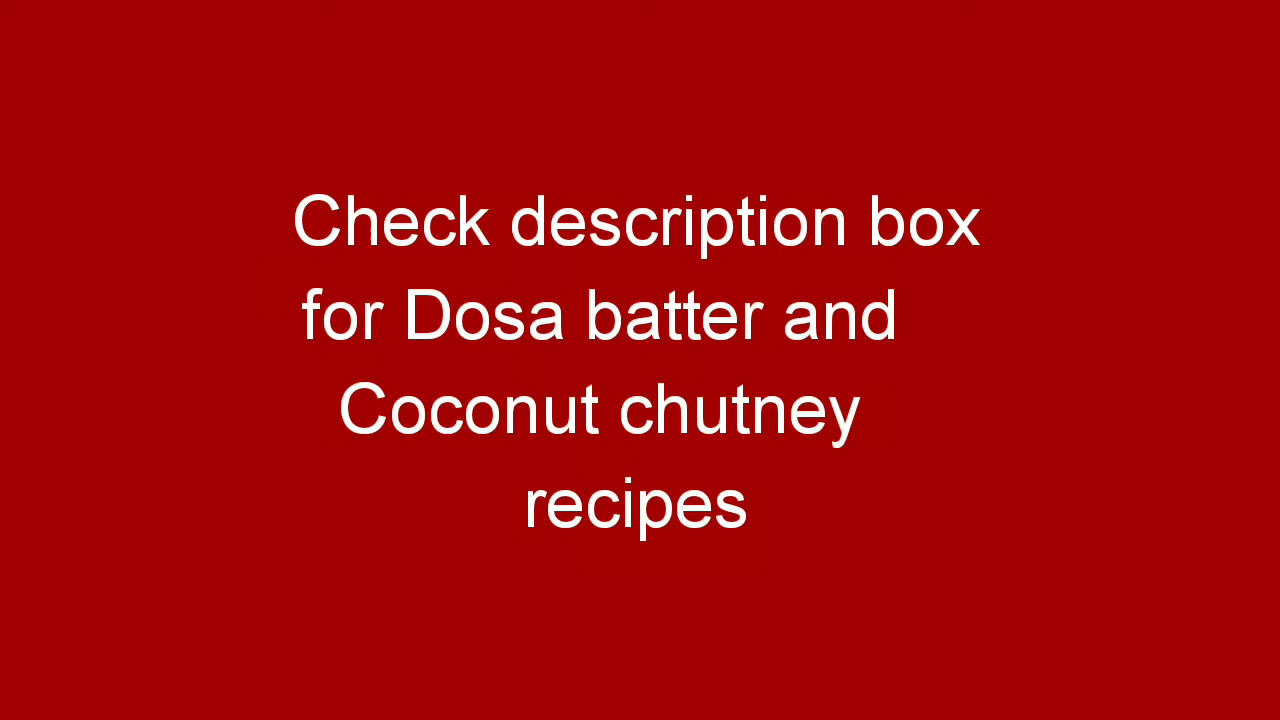 Check description box
for Dosa batter and
Coconut chutney
recipes